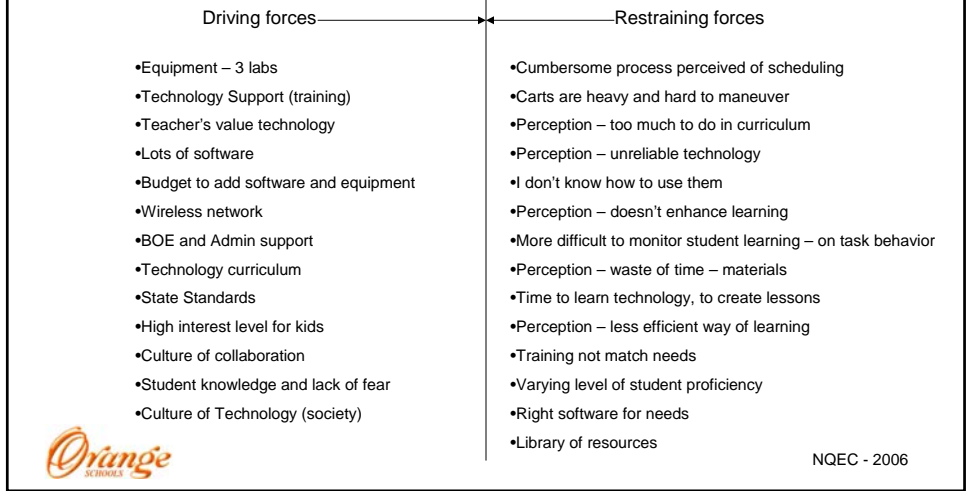 Driving forces
•Equipment – 3 labs
•Technology Support (training)
•Teacher's value technology
•Lots of software
•Budget to add software and equipment
•Wireless network
•BOE and Admin support
•Technology curriculum
•State Standards
•High interest level for kids
•Culture of collaboration
•Student knowledge and lack of fear
•Culture of Technology (society)
Restraining forces
•Cumbersome process perceived of scheduling
•Carts are heavy and hard to maneuver
•Perception – too much to do in curriculum
•Perception – unreliable technology
•I don't know how to use them
•Perception – doesn't enhance learning
•More difficult to monitor student learning – on task behavior
•Perception – waste of time – materials
•Time to learn technology, to create lessons
•Perception – less efficient way of learning
•Training not match needs
•Varying level of student proficiency
•Right software for needs
•Library of resources
Orange
SCHOOLS
NQEC - 2006